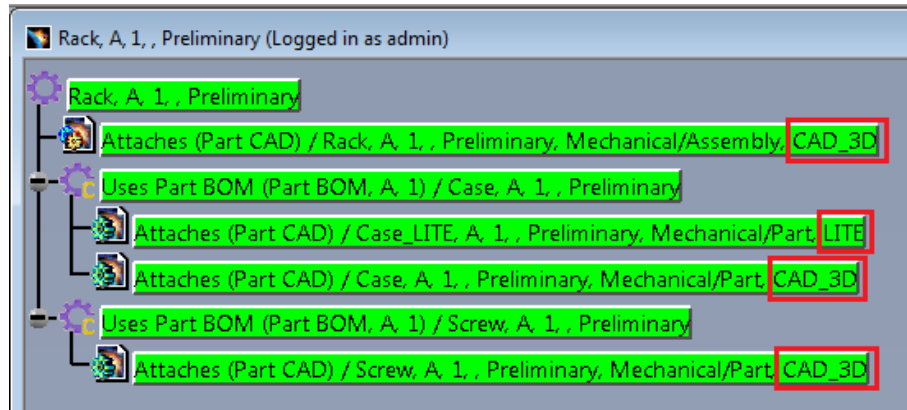 Rack, A, 1, , Preliminary (Logged in as admin)
Rack, A, 1, , Preliminary
Attaches (Part CAD) / Rack, A, 1, , Preliminary, Mechanical/Assembly, CAD_3D
Uses Part BOM (Part BOM, A, 1) / Case, A, 1, , Preliminary
Attaches (Part CAD) / Case_LITE, A, 1, , Preliminary, Mechanical/Part, LITE
Attaches (Part CAD) / Case, A, 1, , Preliminary, Mechanical/Part, CAD_3D
Uses Part BOM (Part BOM, A, 1) / Screw, A, 1, , Preliminary
Attaches (Part CAD) / Screw, A, 1, , Preliminary, Mechanical/Part, CAD_3D